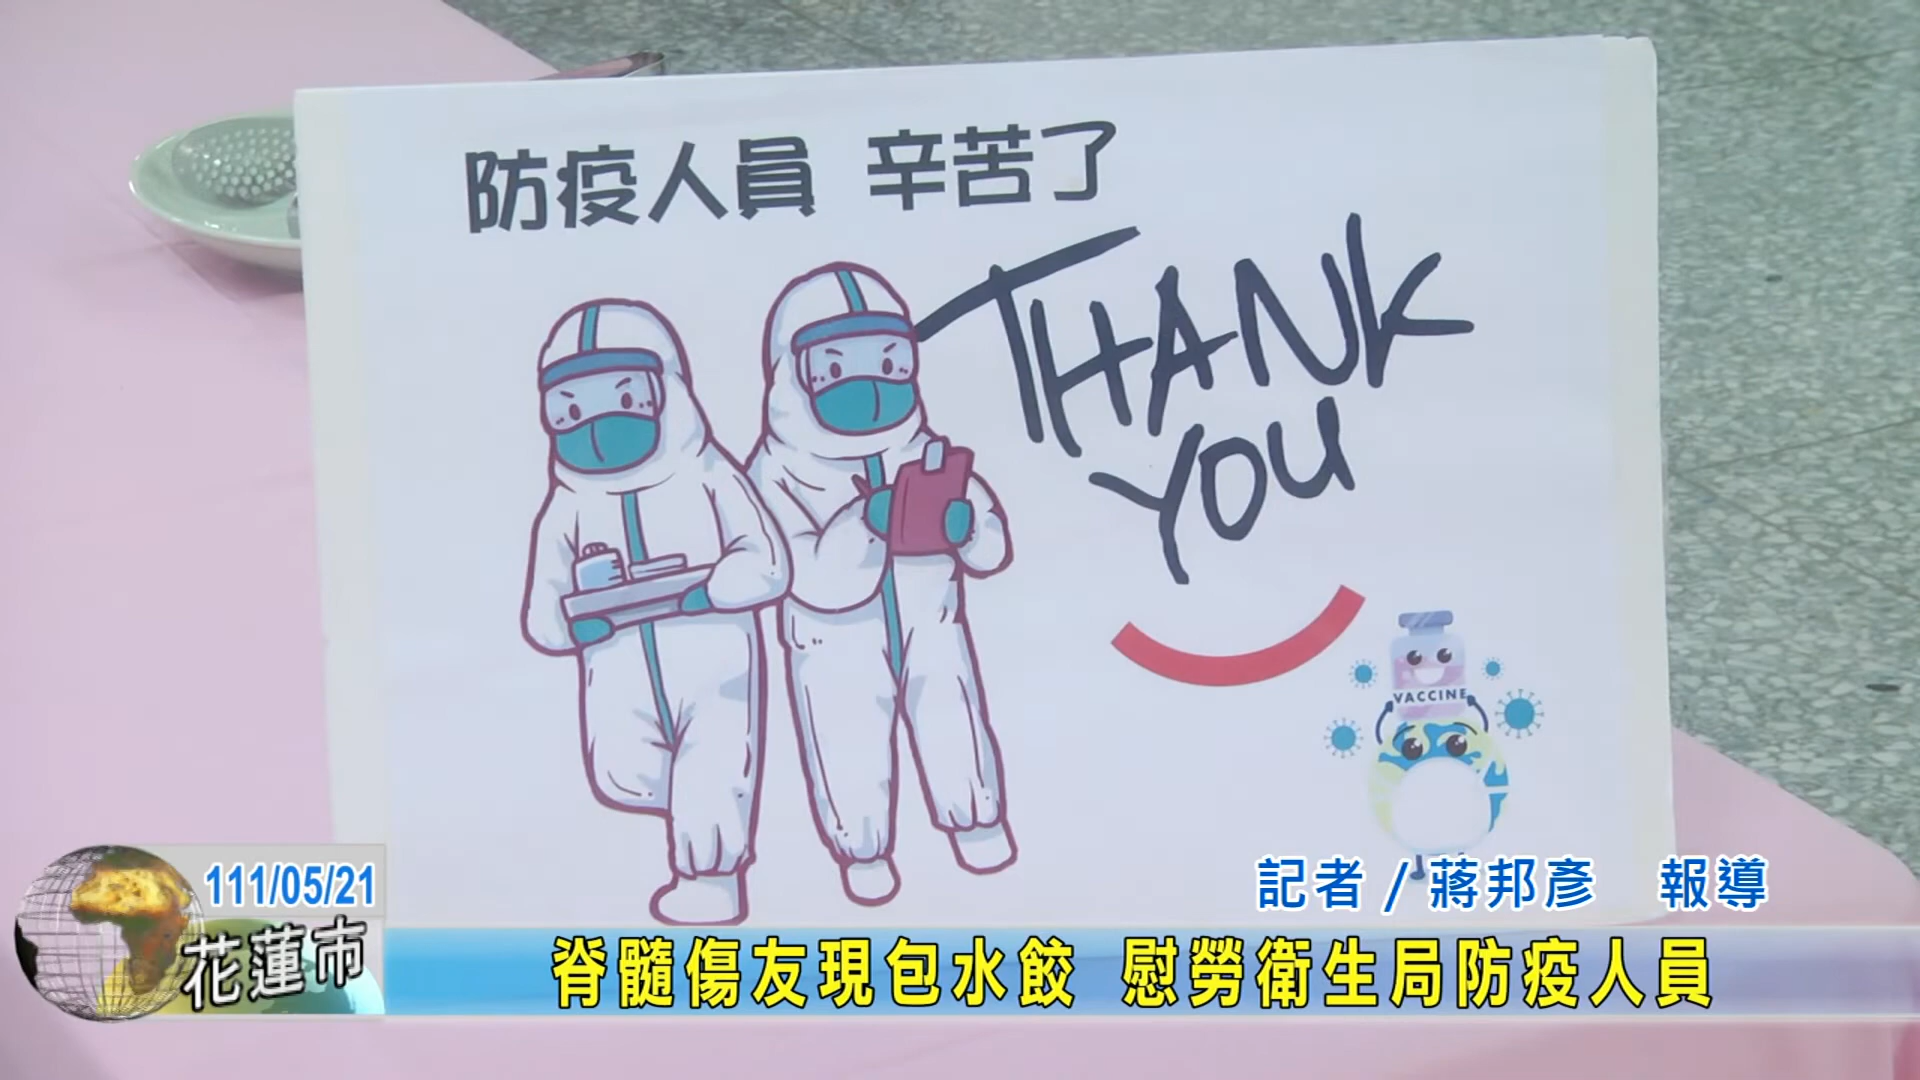 防疫人員 辛苦了
THANK
YOU
VACCINE
記者／蔣邦彥 報導
111/05/21
花蓮市
脊髓傷友現包水餃 慰勞衛生局防疫人員